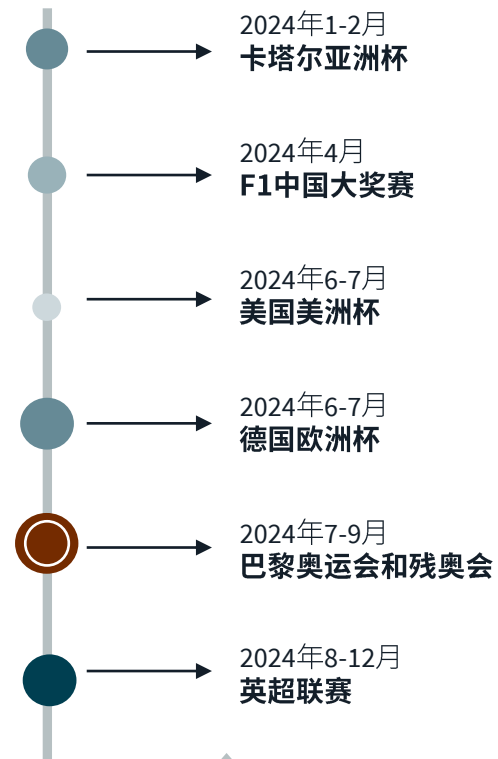 2024年1-2月
卡塔尔亚洲杯
2024年4月
F1中国大奖赛
2024年6-7月
美国美洲杯
2024年6-7月
德国欧洲杯
2024年7-9月
巴黎奥运会和残奥会
2024年8-12月
英超联赛